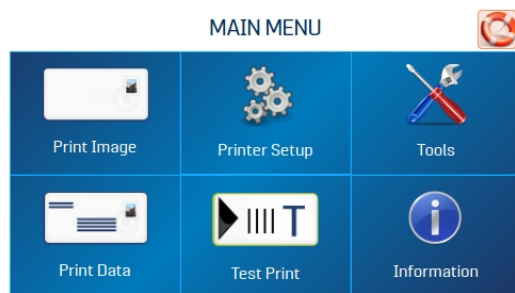 MAIN MENU
Print Image
Printer Setup
Tools
T
Print Data
Test Print
Information